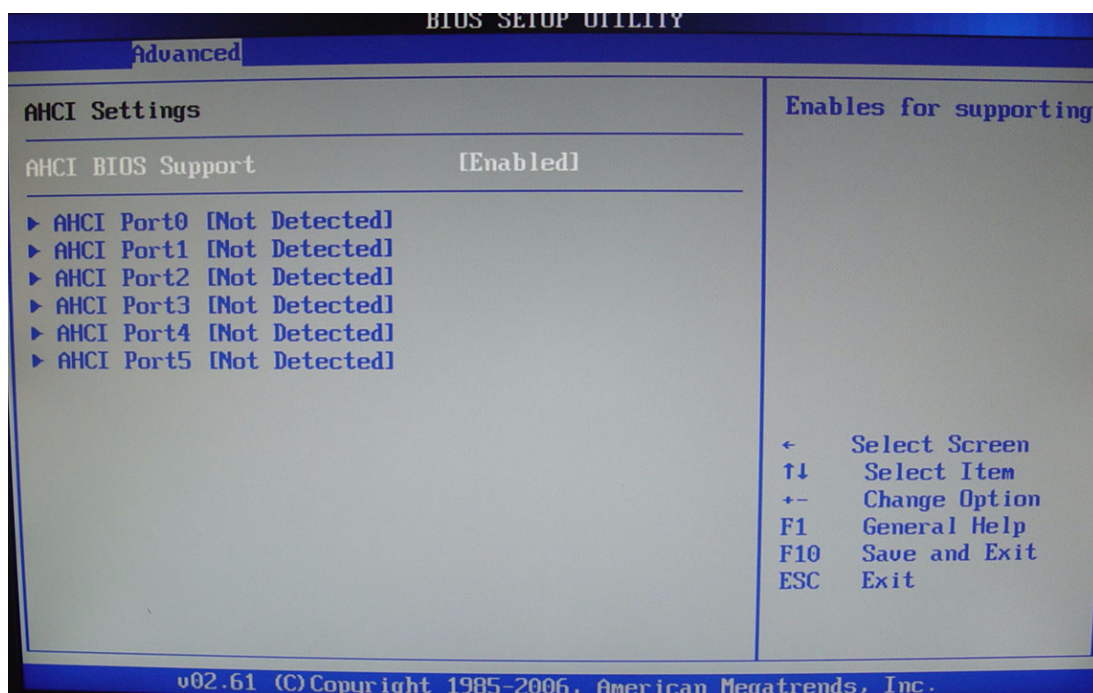 BIOS SETUP UTILITY
Advanced
AHCI Settings
AHCI BIOS Support [Enabled]
AHCI Port0 [Not Detected]
AHCI Port1 [Not Detected]
AHCI Port2 [Not Detected]
AHCI Port3 [Not Detected]
AHCI Port4 [Not Detected]
AHCI Port5 [Not Detected]
Enables for supporting
← Select Screen
↑↓ Select Item
+- Change Option
F1 General Help
F10 Save and Exit
ESC Exit
v02.61 (C)Copyright 1985-2006, American Megatrends, Inc.